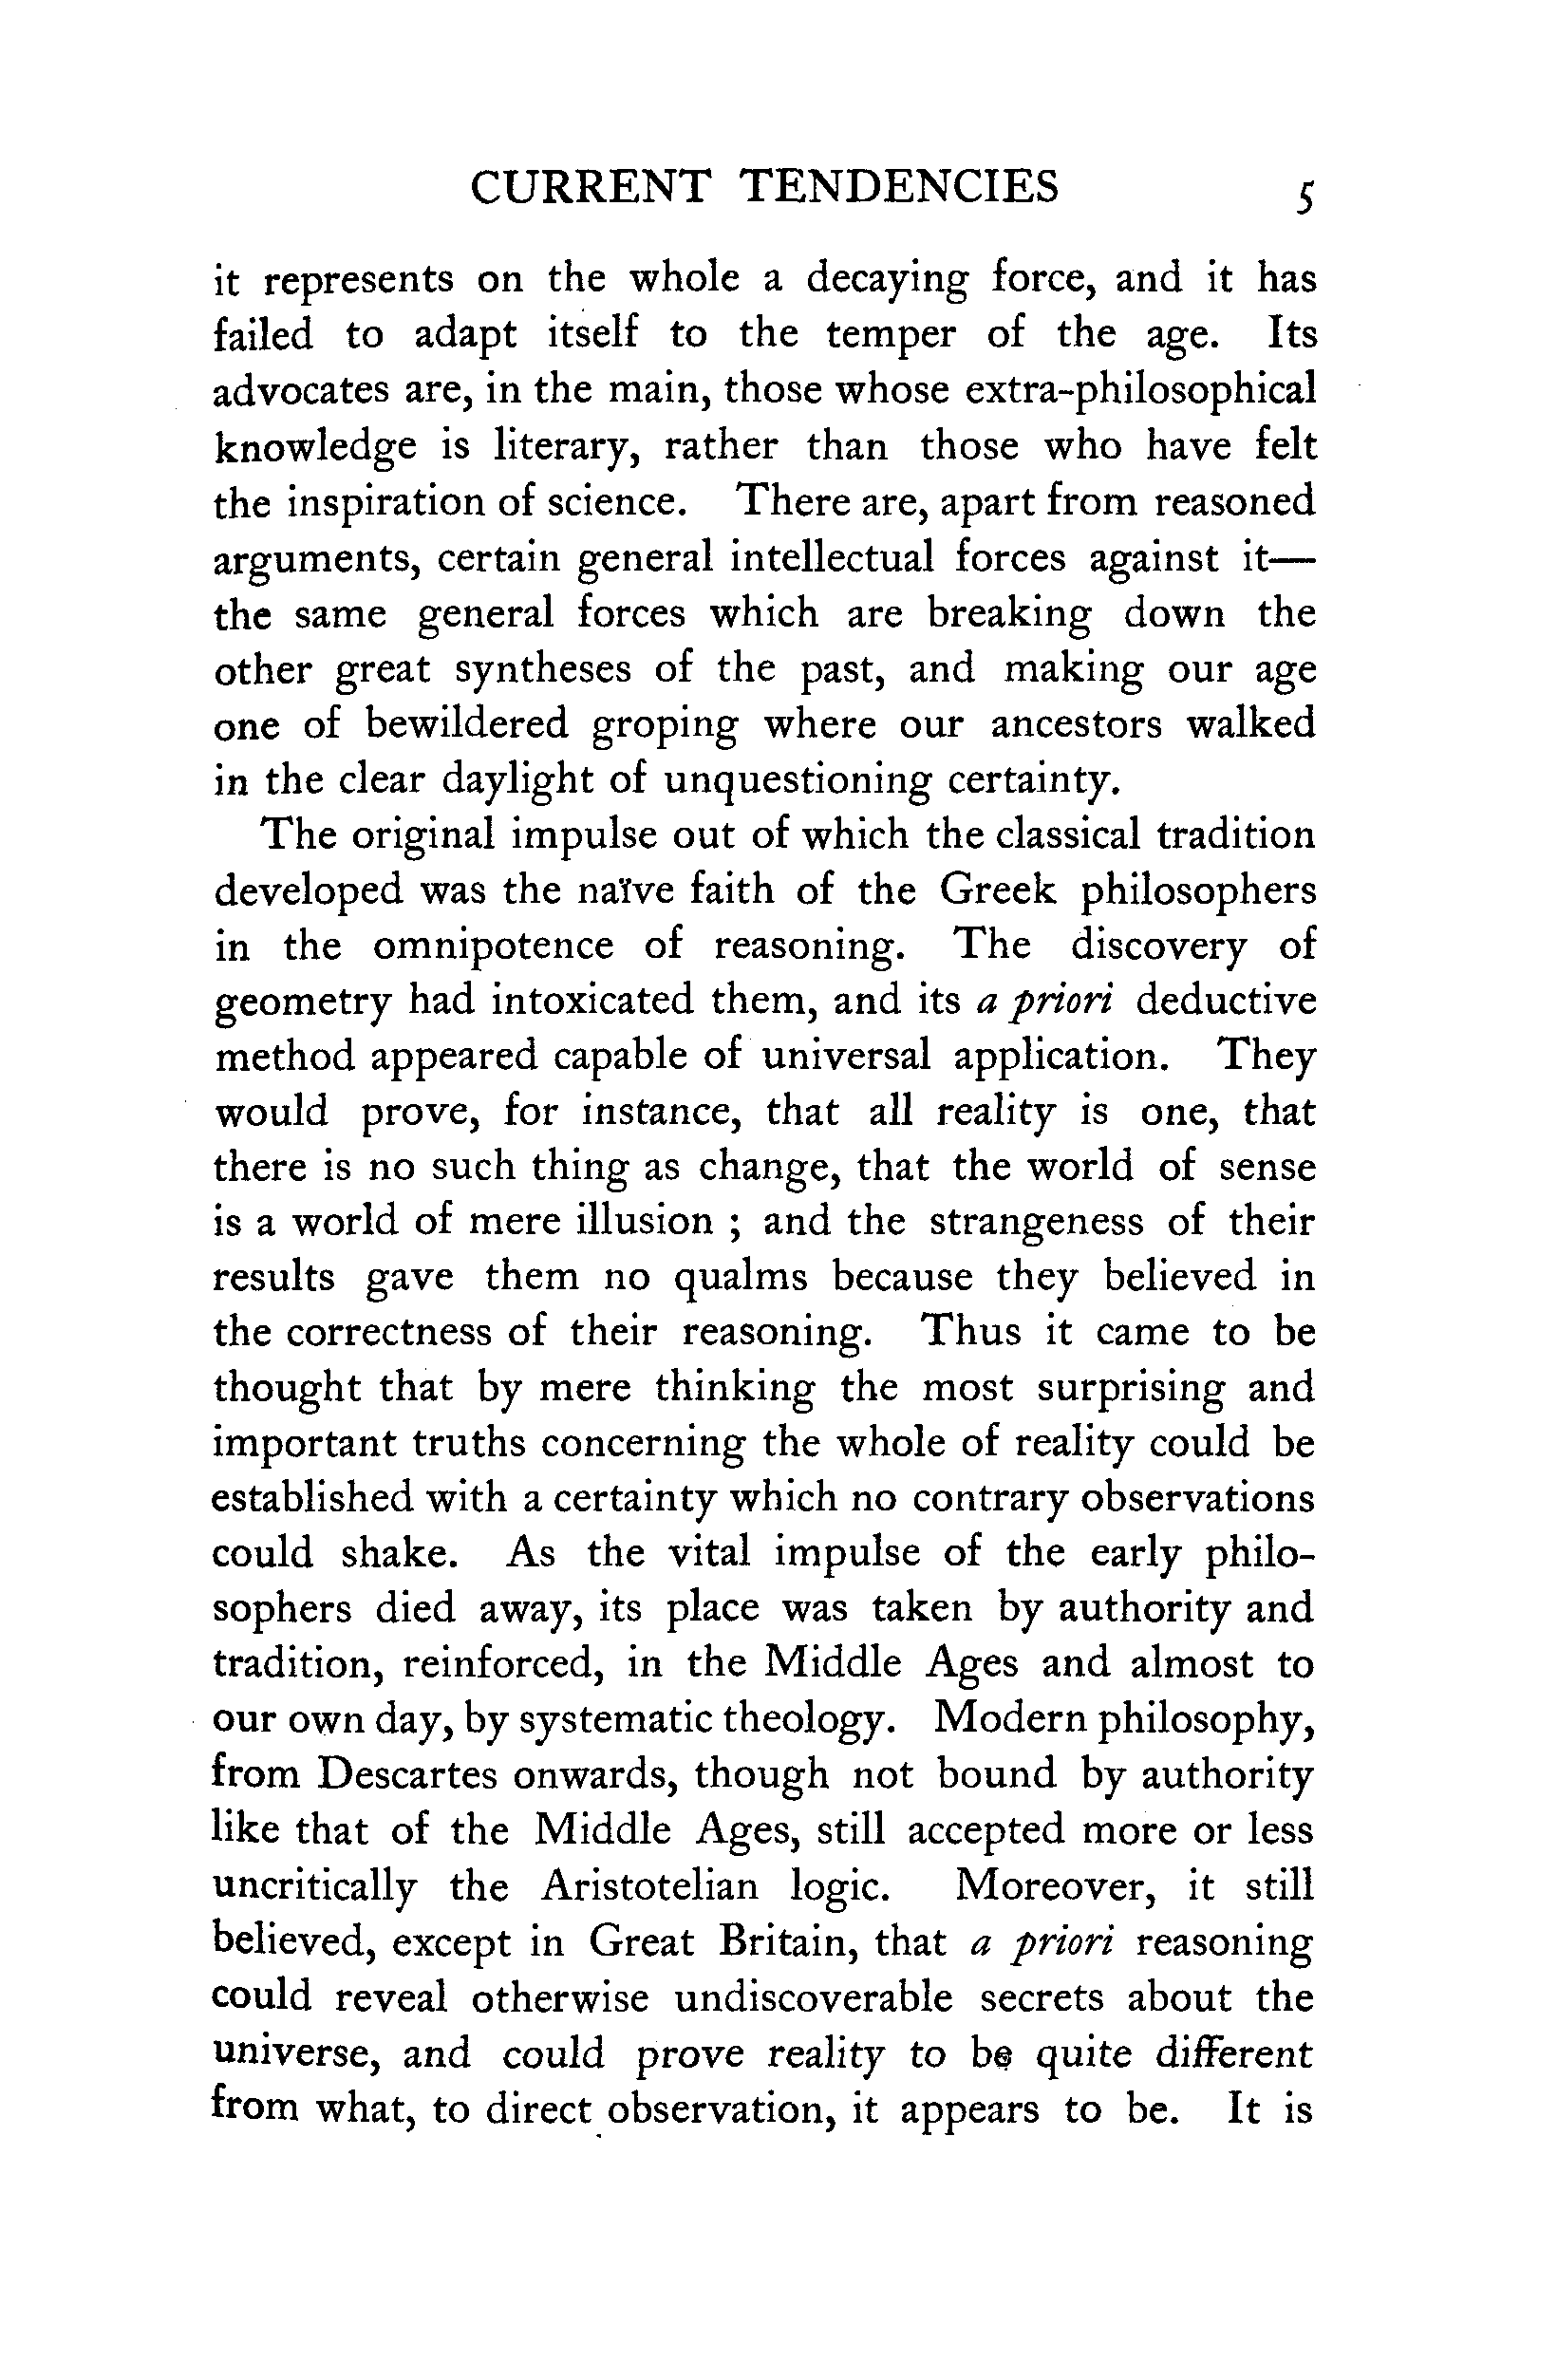 CURRENT TENDENCIES 5
it represents on the whole a decaying force, and it has
failed to adapt itself to the temper of the age. Its
advocates are, in the main, those whose extra-philosophical
knowledge is literary, rather than those who have felt
the inspiration of science. There are, apart from reasoned
arguments, certain general intellectual forces against it—
the same general forces which are breaking down the
other great syntheses of the past, and making our age
one of bewildered groping where our ancestors walked
in the clear daylight of unquestioning certainty.
The original impulse out of which the classical tradition
developed was the naïve faith of the Greek philosophers
in the omnipotence of reasoning. The discovery of
geometry had intoxicated them, and its a priori deductive
method appeared capable of universal application. They
would prove, for instance, that all reality is one, that
there is no such thing as change, that the world of sense
is a world of mere illusion ; and the strangeness of their
results gave them no qualms because they believed in
the correctness of their reasoning. Thus it came to be
thought that by mere thinking the most surprising and
important truths concerning the whole of reality could be
established with a certainty which no contrary observations
could shake. As the vital impulse of the early philo-
sophers died away, its place was taken by authority and
tradition, reinforced, in the Middle Ages and almost to
our own day, by systematic theology. Modern philosophy,
from Descartes onwards, though not bound by authority
like that of the Middle Ages, still accepted more or less
uncritically the Aristotelian logic. Moreover, it still
believed, except in Great Britain, that a priori reasoning
could reveal otherwise undiscoverable secrets about the
universe, and could prove reality to be quite different
from what, to direct observation, it appears to be. It is